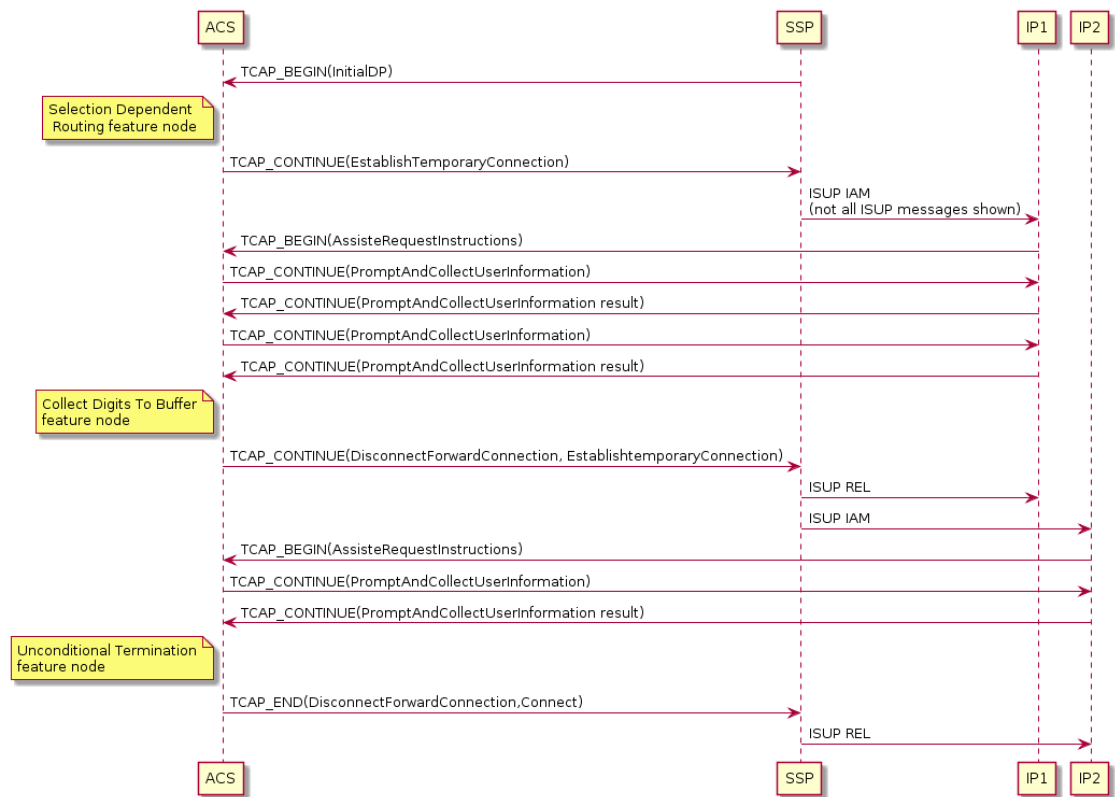 ACS SSP IP1 IP2
TCAP_BEGIN(InitialDP)
Selection Dependent
Routing feature node
TCAP_CONTINUE(EstablishTemporaryConnection)
ISUP IAM
(not all ISUP messages shown)
TCAP_BEGIN(AssisteRequestInstructions)
TCAP_CONTINUE(PromptAndCollectUserInformation)
TCAP_CONTINUE(PromptAndCollectUserInformation result)
TCAP_CONTINUE(PromptAndCollectUserInformation)
TCAP_CONTINUE(PromptAndCollectUserInformation result)
Collect Digits To Buffer
feature node
TCAP_CONTINUE(DisconnectForwardConnection, EstablishtemporaryConnection)
ISUP REL
ISUP IAM
TCAP_BEGIN(AssisteRequestInstructions)
TCAP_CONTINUE(PromptAndCollectUserInformation)
TCAP_CONTINUE(PromptAndCollectUserInformation result)
Unconditional Termination
feature node
TCAP_END(DisconnectForwardConnection,Connect)
ISUP REL
ACS SSP IP1 IP2